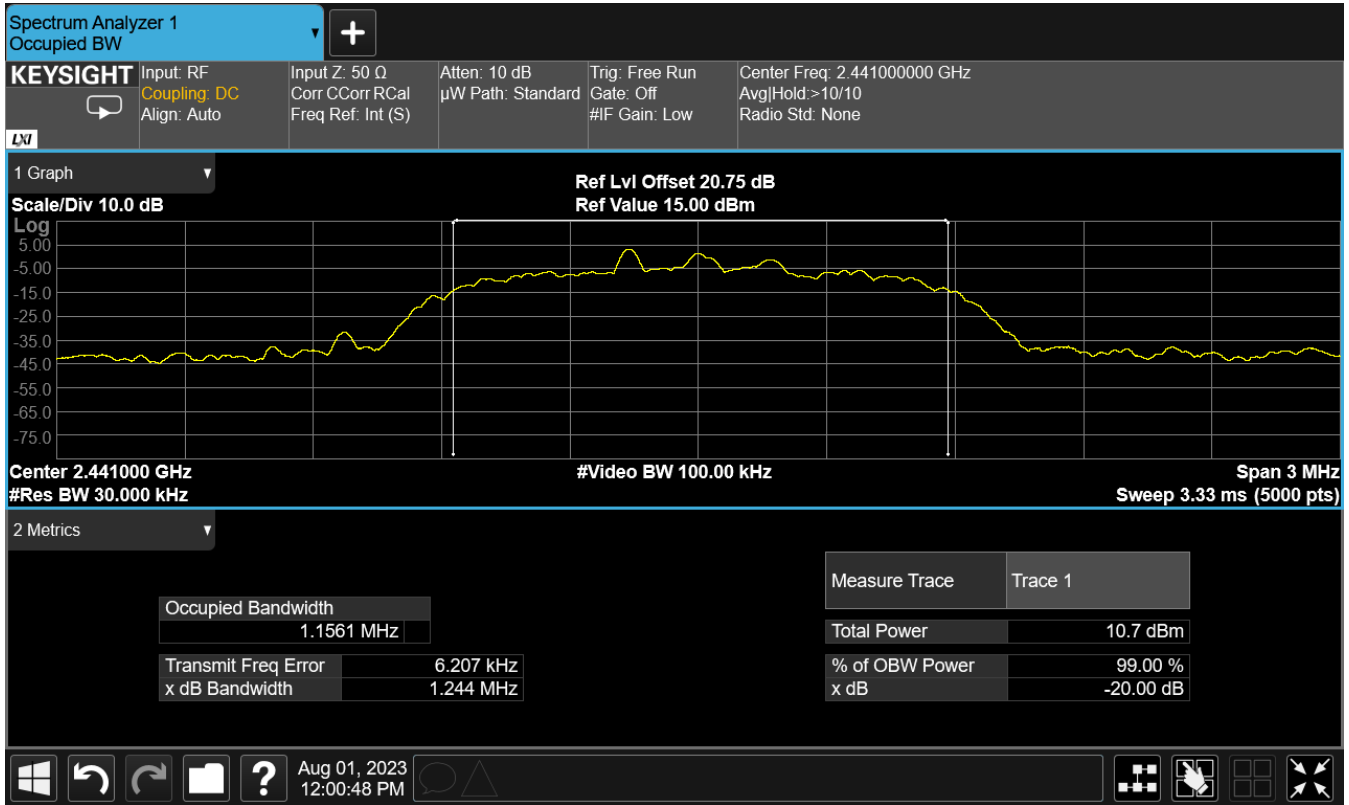 Spectrum Analyzer 1
Occupied BW
KEYSIGHT
LXI
Input: RF
Coupling: DC
Align: Auto
Input Z: 50 Ω
Corr CCorr RCal
Freq Ref: Int (S)
Atten: 10 dB
µW Path: Standard
Trig: Free Run
Gate: Off
#IF Gain: Low
Center Freq: 2.441000000 GHz
Avg|Hold:>10/10
Radio Std: None
1 Graph
Scale/Div 10.0 dB
Ref Lvl Offset 20.75 dB
Ref Value 15.00 dBm
Log
5.00
-5.00
-15.0
-25.0
-35.0
-45.0
-55.0
-65.0
-75.0
Center 2.441000 GHz
#Video BW 100.00 kHz
Span 3 MHz
#Res BW 30.000 kHz
Sweep 3.33 ms (5000 pts)
2 Metrics
Measure Trace Trace 1
Occupied Bandwidth
1.1561 MHz
Total Power 10.7 dBm
Transmit Freq Error 6.207 kHz
% of OBW Power 99.00 %
x dB Bandwidth 1.244 MHz
x dB -20.00 dB
?
Aug 01, 2023
12:00:48 PM